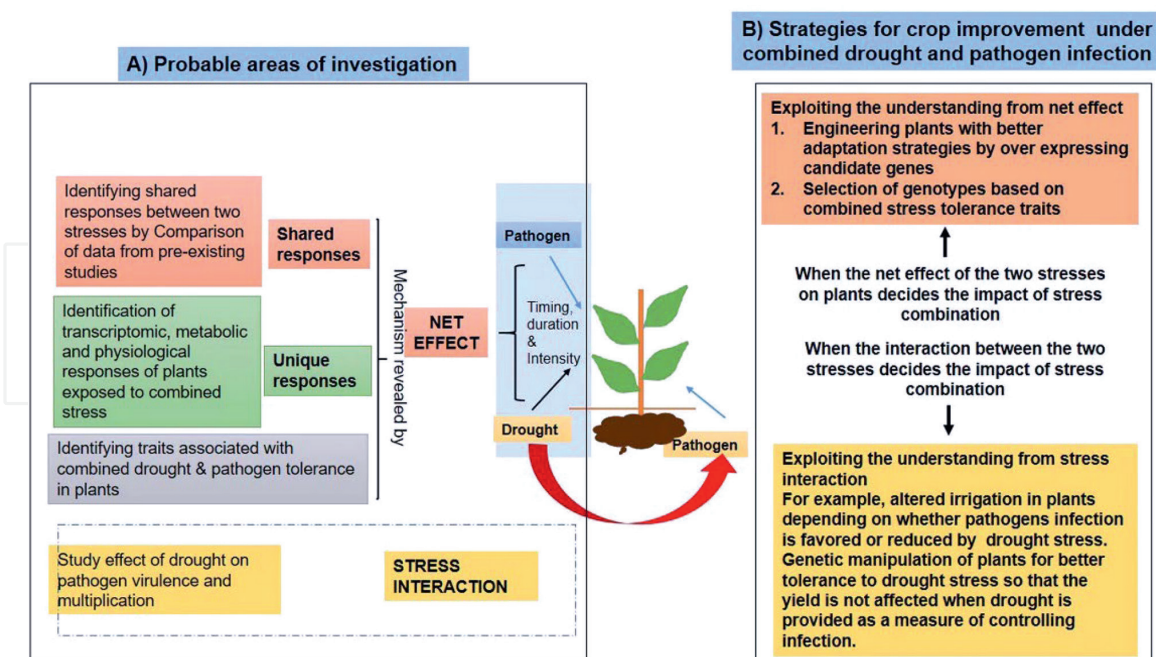 A) Probable areas of investigation
Identifying shared
responses between two
stresses by Comparison
of data from pre-existing
studies
Shared
responses
Identification of
transcriptomic, metabolic
and physiological
responses of plants
exposed to combined
stress
Unique
responses
Identifying traits associated with
combined drought & pathogen tolerance
in plants
Mechanism revealed by
NET
EFFECT
Pathogen
Timing,
duration
&
Intensity
Drought
Pathogen
Study effect of drought on
pathogen virulence and
multiplication
STRESS
INTERACTION
B) Strategies for crop improvement under
combined drought and pathogen infection
Exploiting the understanding from net effect
1. Engineering plants with better
adaptation strategies by over expressing
candidate genes
2. Selection of genotypes based on
combined stress tolerance traits
When the net effect of the two stresses
on plants decides the impact of stress
combination
When the interaction between the two
stresses decides the impact of stress
combination
Exploiting the understanding from stress
interaction
For example, altered irrigation in plants
depending on whether pathogens infection
is favored or reduced by drought stress.
Genetic manipulation of plants for better
tolerance to drought stress so that the
yield is not affected when drought is
provided as a measure of controlling
infection.